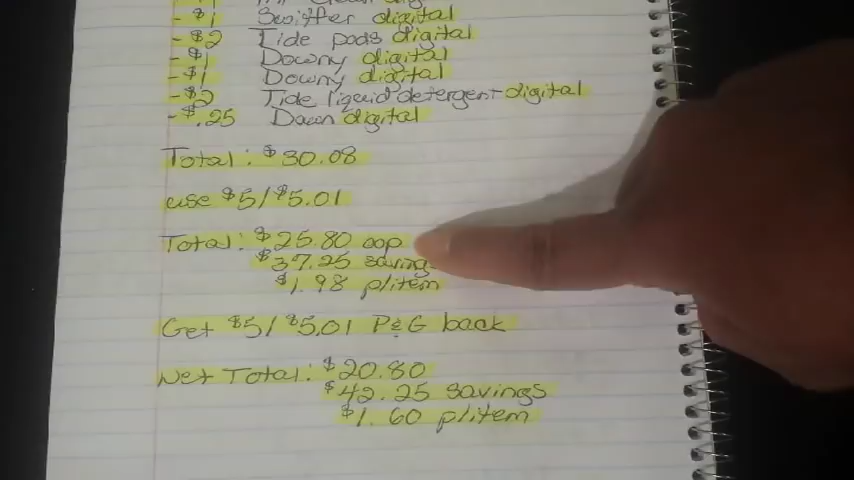 - $1 Swiffer digital
- $2 Tide pods digital
- $1 Downy digital
- $1 Downy digital
- $2 Tide liquid detergent digital
- $.25 Dawn digital
Total: $30.08
use $5/$5.01
Total: $25.80 oop
$37.25 savings
$1.98 p/item
Get $5/$5.01 P&G back
Net Total: $20.80
$42.25 savings
$1.60 p/item